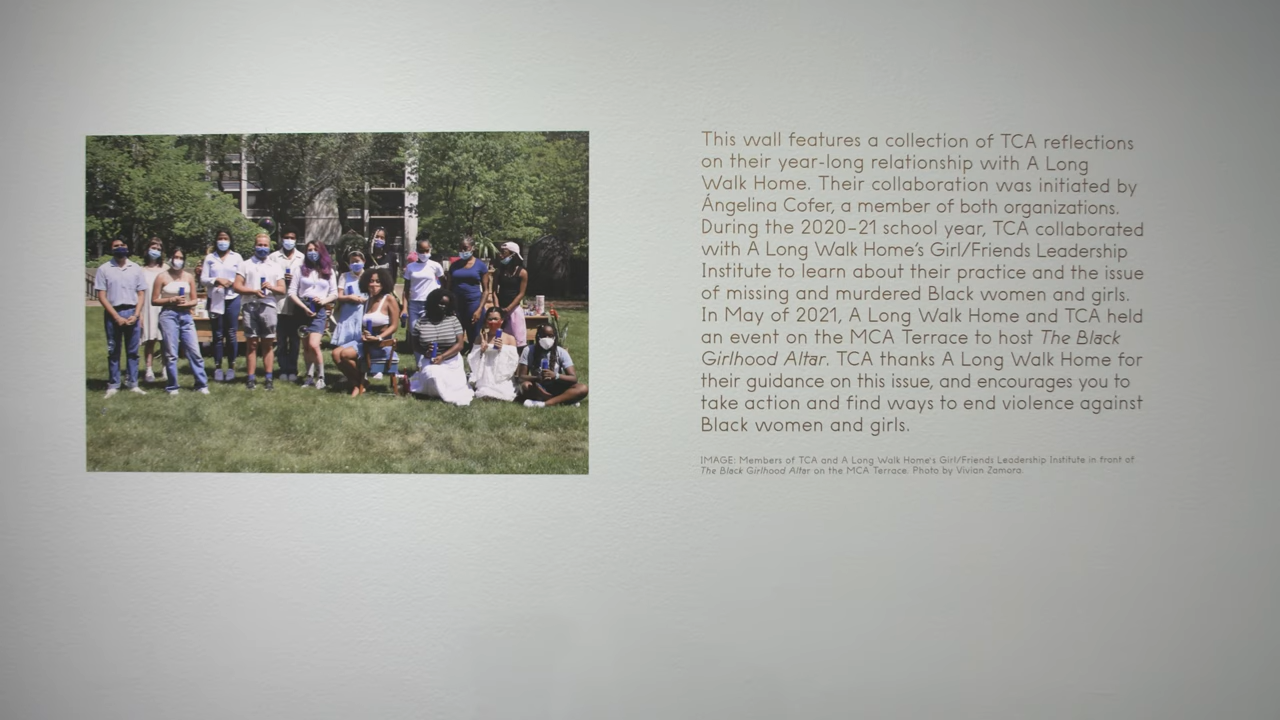 This wall features a collection of TCA reflections
on their year-long relationship with A Long
Walk Home. Their collaboration was initiated by
Ángelina Cofer, a member of both organizations.
During the 2020–21 school year, TCA collaborated
with A Long Walk Home's Girl/Friends Leadership
Institute to learn about their practice and the issue
of missing and murdered Black women and girls.
In May of 2021, A Long Walk Home and TCA held
an event on the MCA Terrace to host The Black
Girlhood Altar. TCA thanks A Long Walk Home for
their guidance on this issue, and encourages you to
take action and find ways to end violence against
Black women and girls.
IMAGE: Members of TCA and A Long Walk Home's Girl/Friends Leadership Institute in front of
The Black Girlhood Altar on the MCA Terrace. Photo by Vivian Zamora.